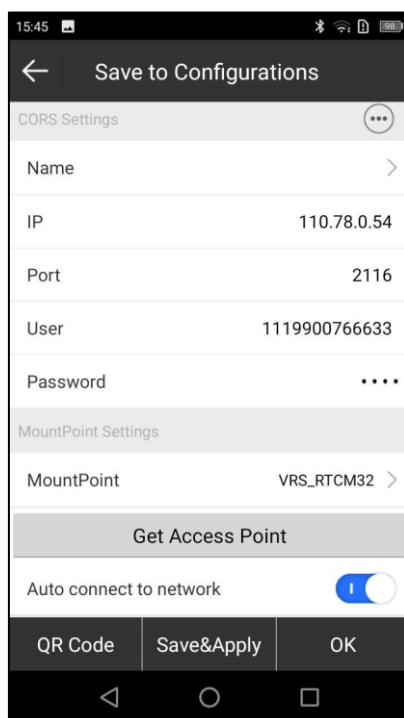 15:45 98
Save to Configurations
CORS Settings
Name
IP 110.78.0.54
Port 2116
User 1119900766633
Password ••••
MountPoint Settings
MountPoint VRS_RTCM32
Get Access Point
Auto connect to network
QR Code Save&Apply OK